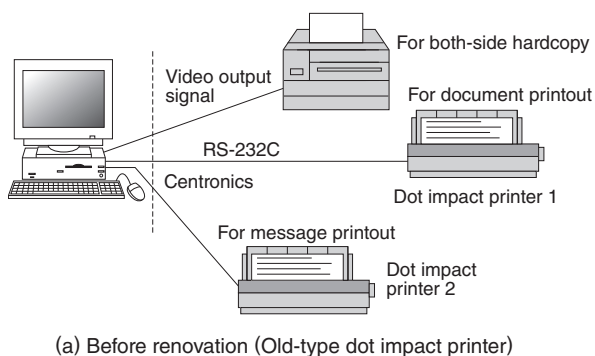 For both-side hardcopy
Video output
signal
For document printout
RS-232C
Centronics
Dot impact printer 1
For message printout
Dot impact
printer 2
(a) Before renovation (Old-type dot impact printer)